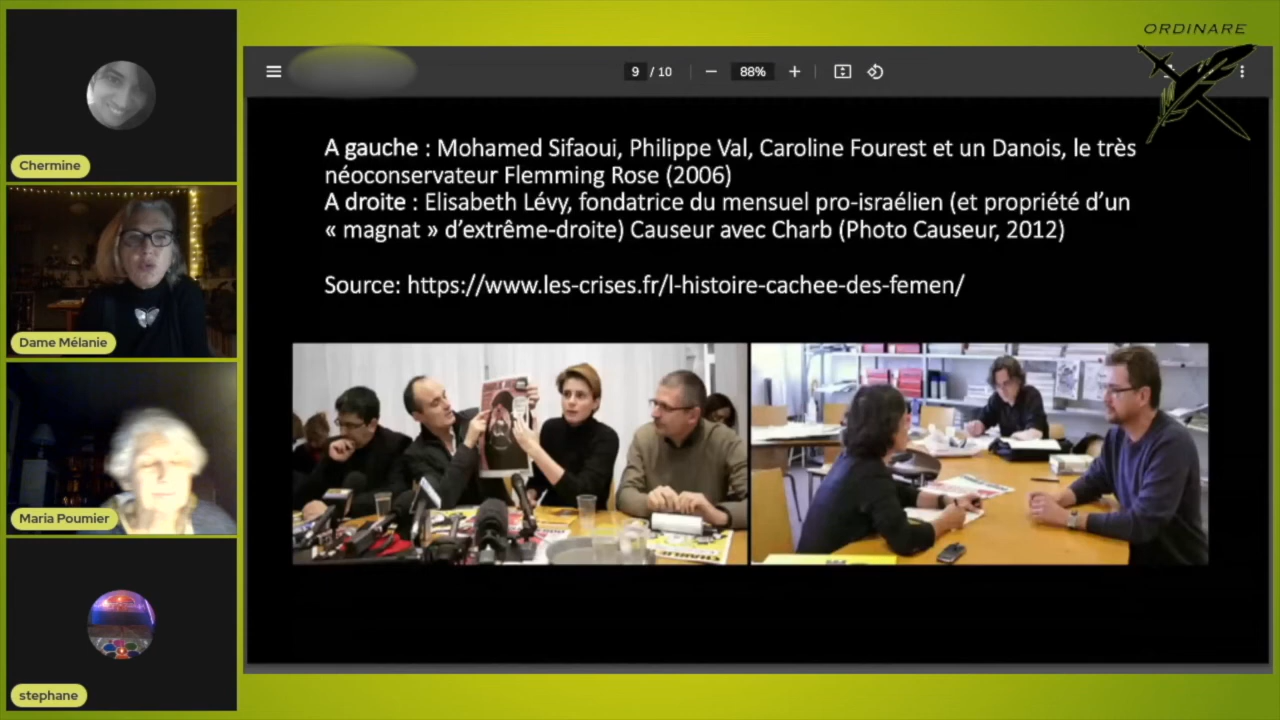 ORDINARE
9 / 10
88%
A gauche : Mohamed Sifaoui, Philippe Val, Caroline Fourest et un Danois, le très
néoconservateur Flemming Rose (2006)
A droite : Elisabeth Lévy, fondatrice du mensuel pro-israélien (et propriété d'un
« magnat » d'extrême-droite) Causeur avec Charb (Photo Causeur, 2012)
Source: https://www.les-crises.fr/l-histoire-cachee-des-femen/
Chermine
Dame Mélanie
Maria Poumier
stephane